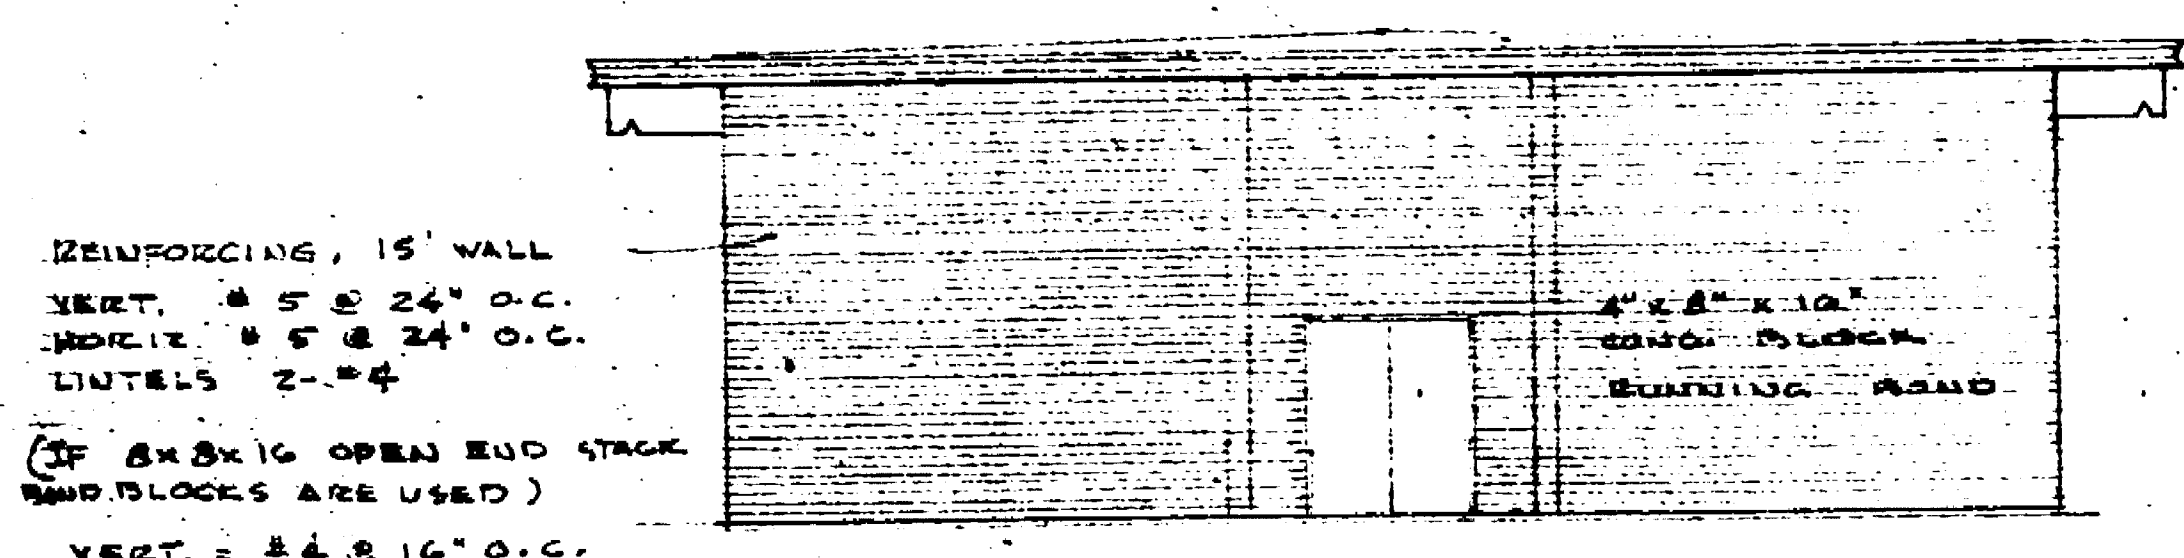 REINFORCING, 15' WALL
VERT. # 5 @ 24" O.C.
HORIZ. # 5 @ 24" O.C.
LINTELS 2-#4
(IF 8x8x16 OPEN END STACK
BOND BLOCKS ARE USED)
VERT. = #4 @ 16" O.C.
4" x 8" x 16"
CONC. BLOCK
RUNNING BOND